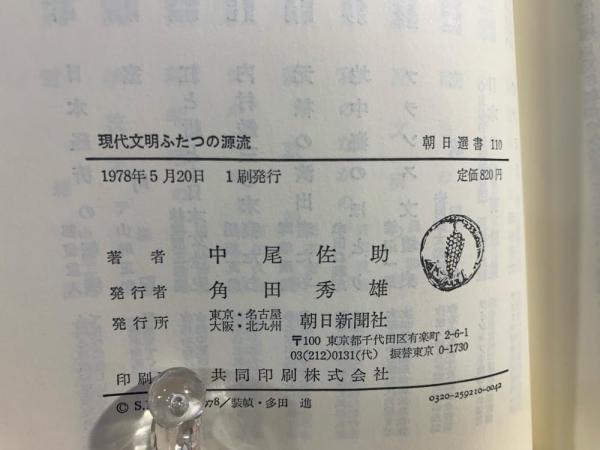 現代文明ふたつの源流 朝日選書 110
1978年5月20日 1刷発行 定価820円
著者 中尾佐助
発行者 角田秀雄
発行所 東京・名古屋 大阪・北九州 朝日新聞社
〒100 東京都千代田区有楽町 2-6-1
03(212)0131(代) 振替東京 0-1730
印刷 共同印刷株式会社
© S. 78/装幀・多田 進
0320-259210-0042